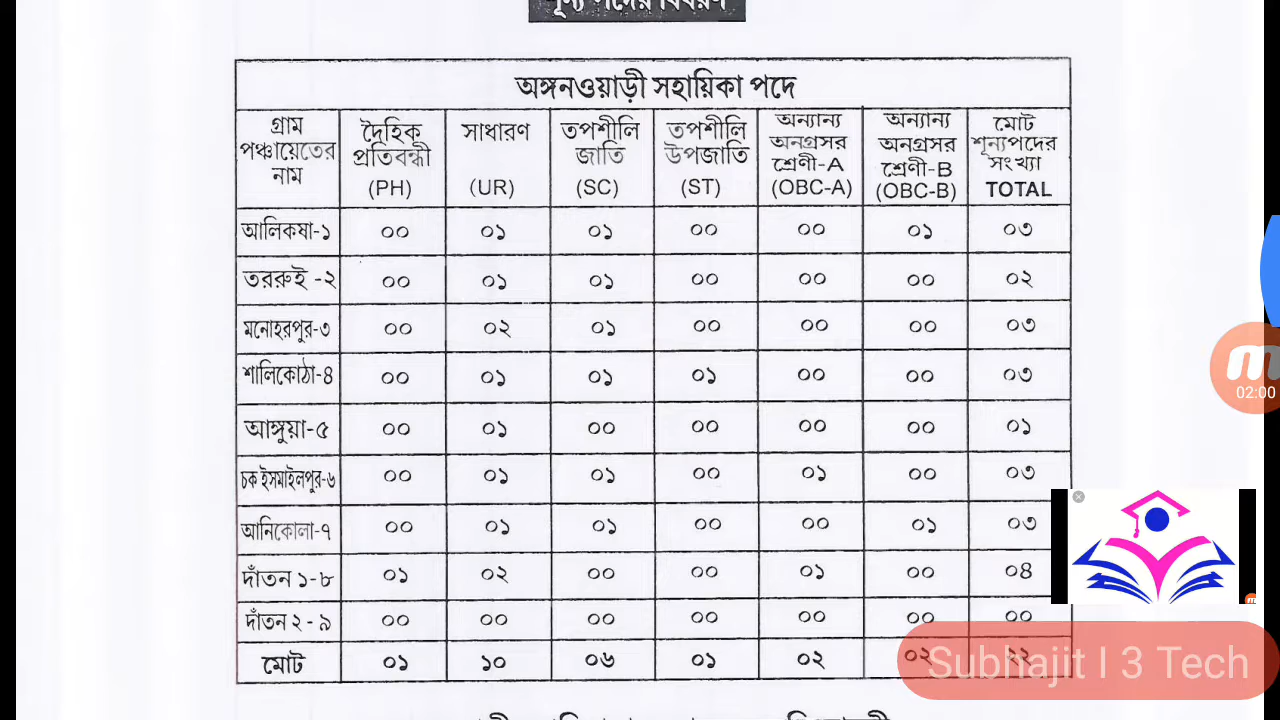 শূন্য পদের বিবরণ
অঙ্গনওয়াড়ী সহায়িকা পদে
গ্রাম পঞ্চায়েতের নাম দৈহিক প্রতিবন্ধী (PH) সাধারণ (UR) তপশীলি জাতি (SC) তপশীলি উপজাতি (ST) অন্যান্য অনগ্রসর শ্রেণী-A (OBC-A) অন্যান্য অনগ্রসর শ্রেণী-B (OBC-B) মোট শূন্যপদের সংখ্যা TOTAL
আলিকষা-১ ০০ ০১ ০১ ০০ ০০ ০১ ০৩
তররুই -২ ০০ ০১ ০১ ০০ ০০ ০০ ০২
মনোহরপুর-৩ ০০ ০২ ০১ ০০ ০০ ০০ ০৩
শালিকোঠা-৪ ০০ ০১ ০১ ০১ ০০ ০০ ০৩
আঙ্গুয়া-৫ ০০ ০১ ০০ ০০ ০০ ০০ ০১
চক ইসমাইলপুর-৬ ০০ ০১ ০১ ০০ ০১ ০০ ০৩
আনিকোলা-৭ ০০ ০১ ০১ ০০ ০০ ০১ ০৩
দাঁতন ১-৮ ০১ ০২ ০০ ০০ ০১ ০০ ০৪
দাঁতন ২-৯ ০০ ০০ ০০ ০০ ০০ ০০ ০০
মোট ০১ ১০ ০৬ ০১ ০২ ০২ ২২
02:00
Subhajit I 3 Tech